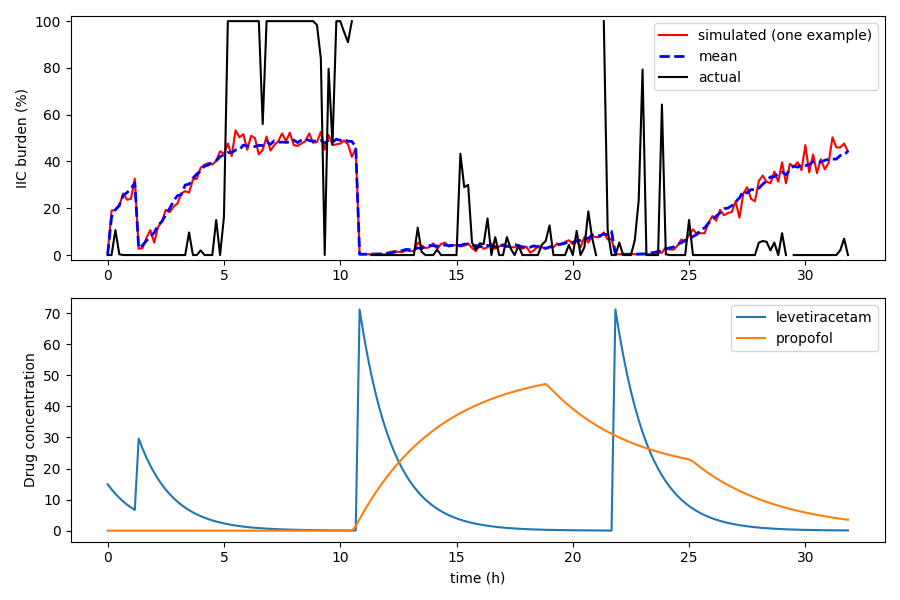 IIC burden (%)
100
80
60
40
20
0
simulated (one example)
mean
actual
0 5 10 15 20 25 30
Drug concentration
70
60
50
40
30
20
10
0
levetiracetam
propofol
0 5 10 15 20 25 30
time (h)